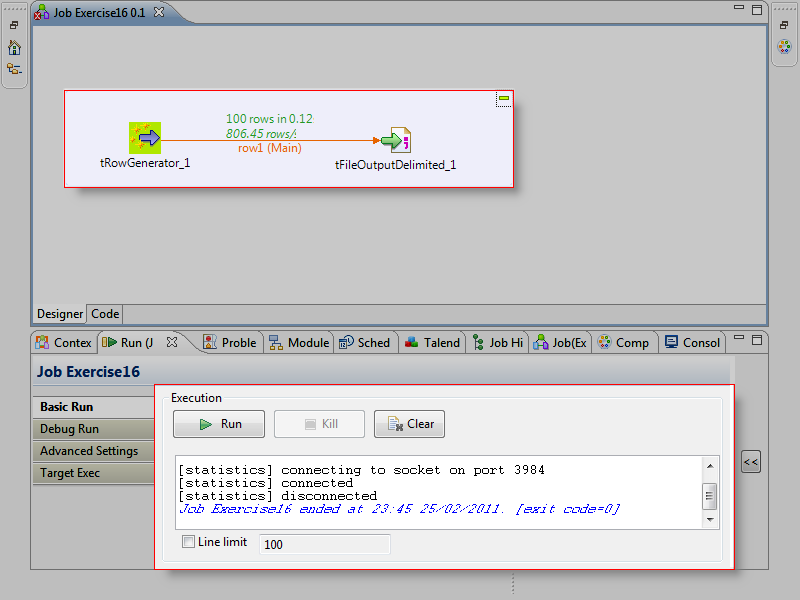 Job Exercise16 0.1
100 rows in 0.12
806.45 rows/
row1 (Main)
tRowGenerator_1
tFileOutputDelimited_1
Designer Code
Contex Run (J Proble Module Sched Talend Job Hi Job(Ex Comp Consol
Job Exercise16
Basic Run
Debug Run
Advanced Settings
Target Exec
Execution
Run Kill Clear
[statistics] connecting to socket on port 3984
[statistics] connected
[statistics] disconnected
Job Exercise16 ended at 23:45 25/02/2011. [exit code=0]
Line limit 100
<<